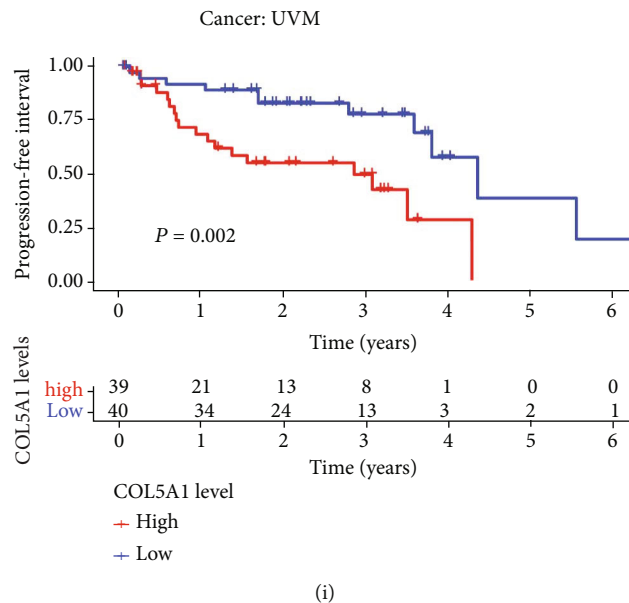 Cancer: UVM
Progression-free interval
1.00
0.75
0.50
0.25
0.00
P = 0.002
0 1 2 3 4 5 6
Time (years)
COL5A1 levels
high 39 21 13 8 1 0 0
Low 40 34 24 13 3 2 1
0 1 2 3 4 5 6
Time (years)
COL5A1 level
High
Low
(i)